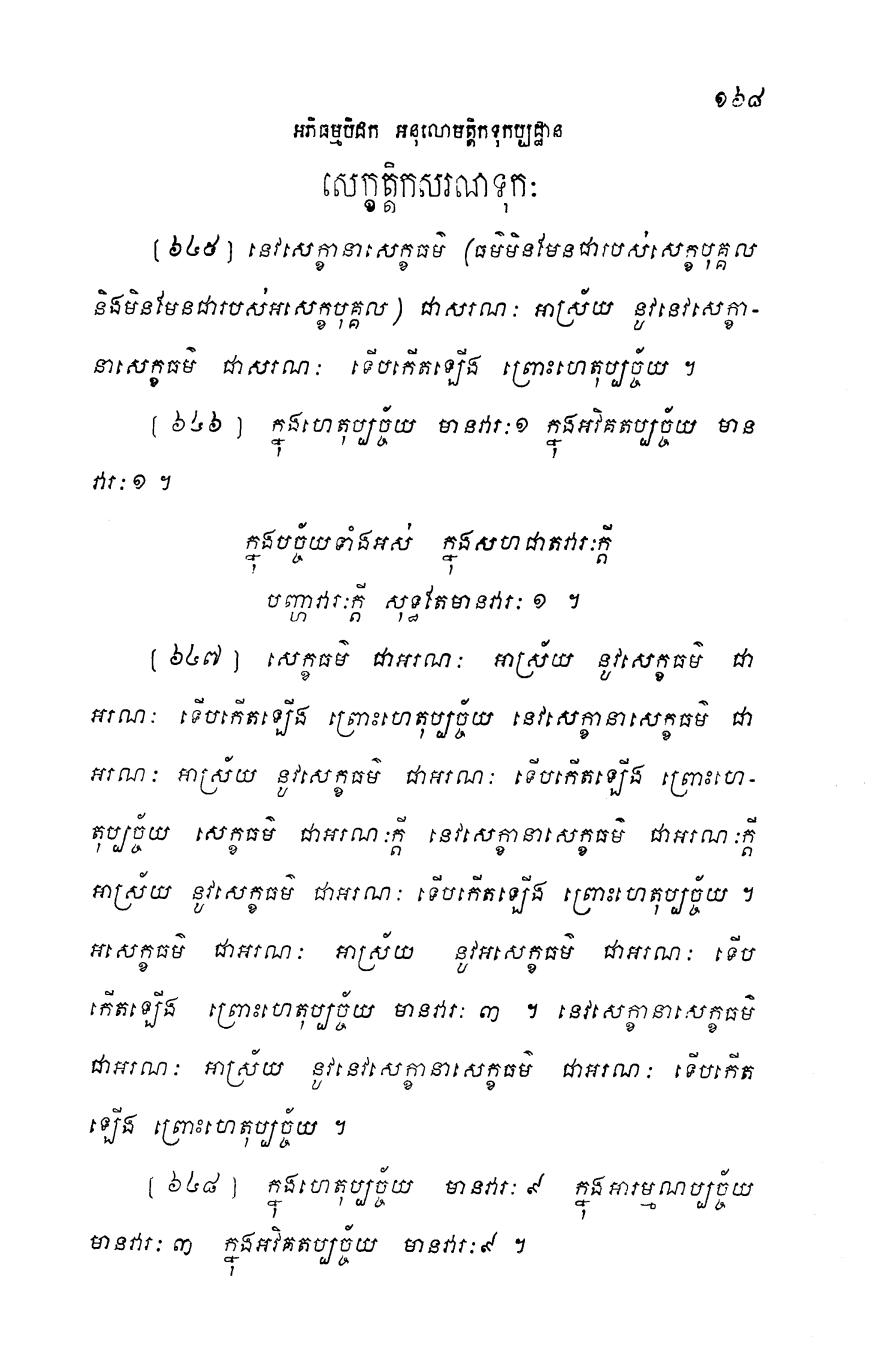 ១៦៨
អភិធម្មបិដក អនុលោមត្តិកទុកប្បដ្ឋាន
សេក្ខត្តិកសរណទុកៈ
[៦៤៥] នេវសេក្ខានាសេក្ខធម៌ (ធម៌មិនមែនជារបស់សេក្ខបុគ្គល
និងមិនមែនជារបស់អសេក្ខបុគ្គល) ជាសរណៈ អាស្រ័យ នូវនេវសេក្ខា-
នាសេក្ខធម៌ ជាសរណៈ ទើបកើតឡើង ព្រោះហេតុប្បច្ច័យ ។
[៦៤៦] ក្នុងហេតុប្បច្ច័យ មានវារៈ១ ក្នុងអវិគតប្បច្ច័យ មាន
វារៈ១ ។
ក្នុងបច្ច័យទាំងអស់ ក្នុងសហជាតវារៈក្តី
បញ្ហាវារៈក្តី សុទ្ធតែមានវារៈ ១ ។
[៦៤៧] សេក្ខធម៌ ជាអរណៈ អាស្រ័យ នូវសេក្ខធម៌ ជា
អរណៈ ទើបកើតឡើង ព្រោះហេតុប្បច្ច័យ នេវសេក្ខានាសេក្ខធម៌ ជា
អរណៈ អាស្រ័យ នូវសេក្ខធម៌ ជាអរណៈ ទើបកើតឡើង ព្រោះហេ-
តុប្បច្ច័យ សេក្ខធម៌ ជាអរណៈក្តី នេវសេក្ខានាសេក្ខធម៌ ជាអរណៈក្តី
អាស្រ័យ នូវសេក្ខធម៌ ជាអរណៈ ទើបកើតឡើង ព្រោះហេតុប្បច្ច័យ ។
អសេក្ខធម៌ ជាអរណៈ អាស្រ័យ នូវអសេក្ខធម៌ ជាអរណៈ ទើប
កើតឡើង ព្រោះហេតុប្បច្ច័យ មានវារៈ ៣ ។ នេវសេក្ខានាសេក្ខធម៌
ជាអរណៈ អាស្រ័យ នូវនេវសេក្ខានាសេក្ខធម៌ ជាអរណៈ ទើបកើត
ឡើង ព្រោះហេតុប្បច្ច័យ ។
[៦៤៨] ក្នុងហេតុប្បច្ច័យ មានវារៈ ៩ ក្នុងអារម្មណប្បច្ច័យ
មានវារៈ ៣ ក្នុងអវិគតប្បច្ច័យ មានវារៈ៩ ។